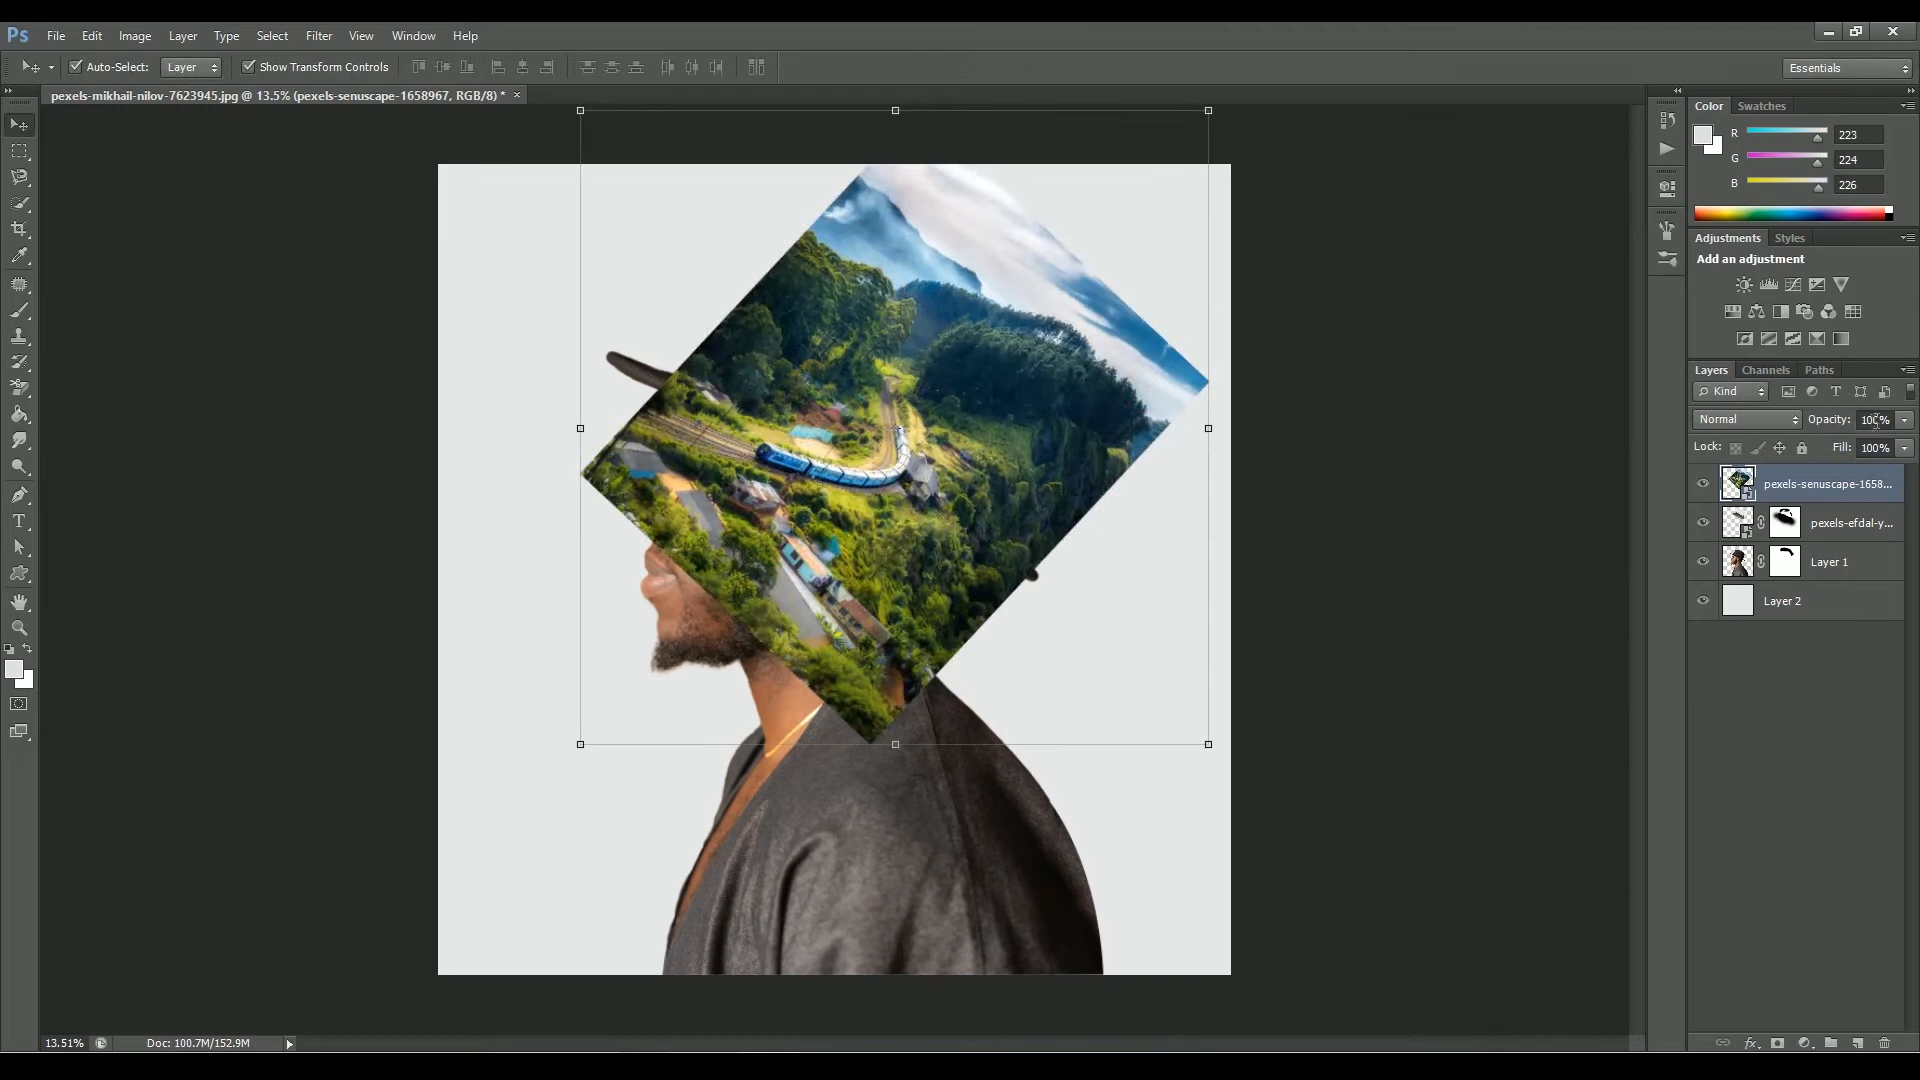 Ps File Edit Image Layer Type Select Filter View Window Help
Auto-Select: Layer Show Transform Controls Essentials
pexels-mikhail-nilov-7623945.jpg @ 13.5% (pexels-senuscape-1658967, RGB/8) * ×
Color Swatches
R 223
G 224
B 226
Adjustments Styles
Add an adjustment
Layers Channels Paths
Kind
Normal Opacity: 100%
Lock: Fill: 100%
pexels-senuscape-1658...
pexels-efdal-y...
Layer 1
Layer 2
T
13.51% Doc: 100.7M/152.9M
fx